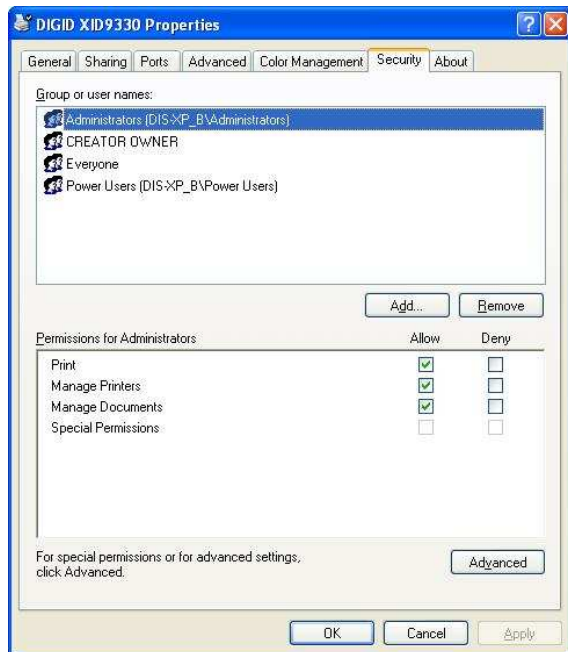 DIGID XID9330 Properties
General Sharing Ports Advanced Color Management Security About
Group or user names:
Administrators (DIS-XP_B\Administrators)
CREATOR OWNER
Everyone
Power Users (DIS-XP_B\Power Users)
Add... Remove
Permissions for Administrators Allow Deny
Print
Manage Printers
Manage Documents
Special Permissions
For special permissions or for advanced settings,
click Advanced.
Advanced
OK Cancel Apply